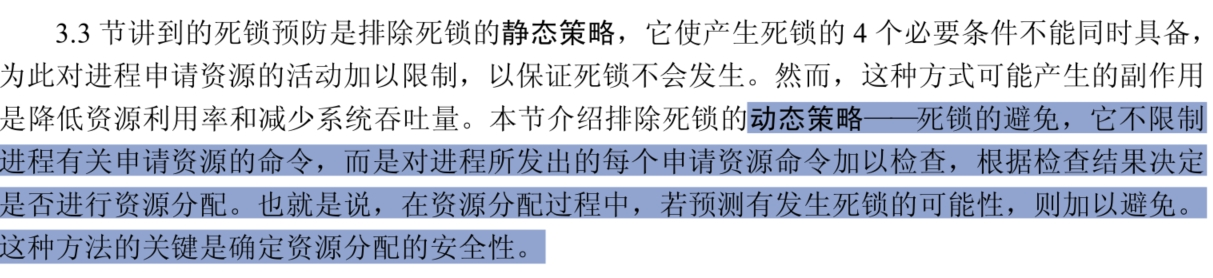 3.3 节讲到的死锁预防是排除死锁的静态策略，它使产生死锁的 4 个必要条件不能同时具备，
为此对进程申请资源的活动加以限制，以保证死锁不会发生。然而，这种方式可能产生的副作用
是降低资源利用率和减少系统吞吐量。本节介绍排除死锁的动态策略——死锁的避免，它不限制
进程有关申请资源的命令，而是对进程所发出的每个申请资源命令加以检查，根据检查结果决定
是否进行资源分配。也就是说，在资源分配过程中，若预测有发生死锁的可能性，则加以避免。
这种方法的关键是确定资源分配的安全性。